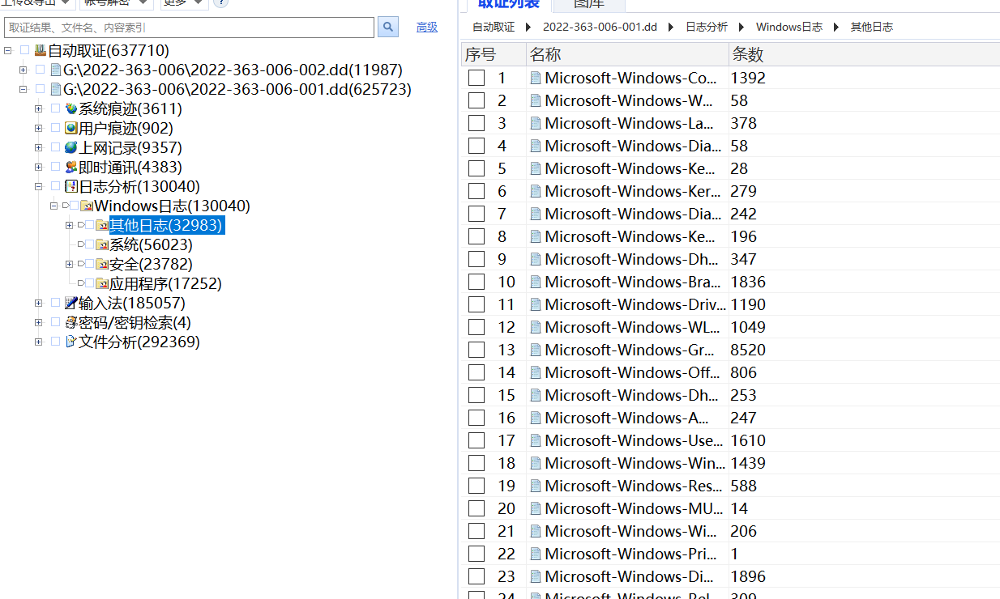 上传&导出 帐号解密 更多 ?
取证结果、文件名、内容索引 高级
自动取证(637710)
G:\2022-363-006\2022-363-006-002.dd(11987)
G:\2022-363-006\2022-363-006-001.dd(625723)
系统痕迹(3611)
用户痕迹(902)
上网记录(9357)
即时通讯(4383)
日志分析(130040)
Windows日志(130040)
其他日志(32983)
系统(56023)
安全(23782)
应用程序(17252)
输入法(185057)
密码/密钥检索(4)
文件分析(292369)
取证列表 图库
自动取证 2022-363-006-001.dd 日志分析 Windows日志 其他日志
序号 名称 条数
1 Microsoft-Windows-Co... 1392
2 Microsoft-Windows-W... 58
3 Microsoft-Windows-La... 378
4 Microsoft-Windows-Dia... 58
5 Microsoft-Windows-Ke... 28
6 Microsoft-Windows-Ker... 279
7 Microsoft-Windows-Dia... 242
8 Microsoft-Windows-Ke... 196
9 Microsoft-Windows-Dh... 347
10 Microsoft-Windows-Bra... 1836
11 Microsoft-Windows-Driv... 1190
12 Microsoft-Windows-WL... 1049
13 Microsoft-Windows-Gr... 8520
14 Microsoft-Windows-Off... 806
15 Microsoft-Windows-Dh... 253
16 Microsoft-Windows-A... 247
17 Microsoft-Windows-Use... 1610
18 Microsoft-Windows-Win... 1439
19 Microsoft-Windows-Res... 588
20 Microsoft-Windows-MU... 14
21 Microsoft-Windows-Wi... 206
22 Microsoft-Windows-Pri... 1
23 Microsoft-Windows-Di... 1896
24 Microsoft-Windows-Rel... 309